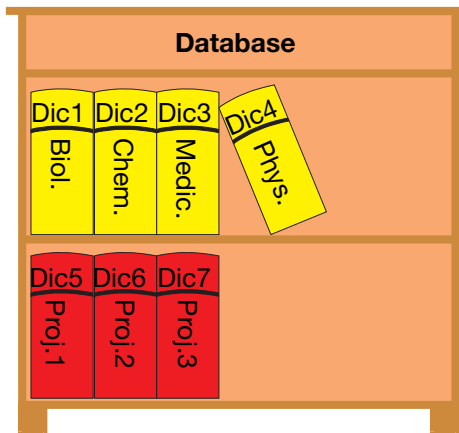 Database
Dic1 Dic2 Dic3 Dic4
Biol. Chem. Medic. Phys.
Dic5 Dic6 Dic7
Proj.1 Proj.2 Proj.3